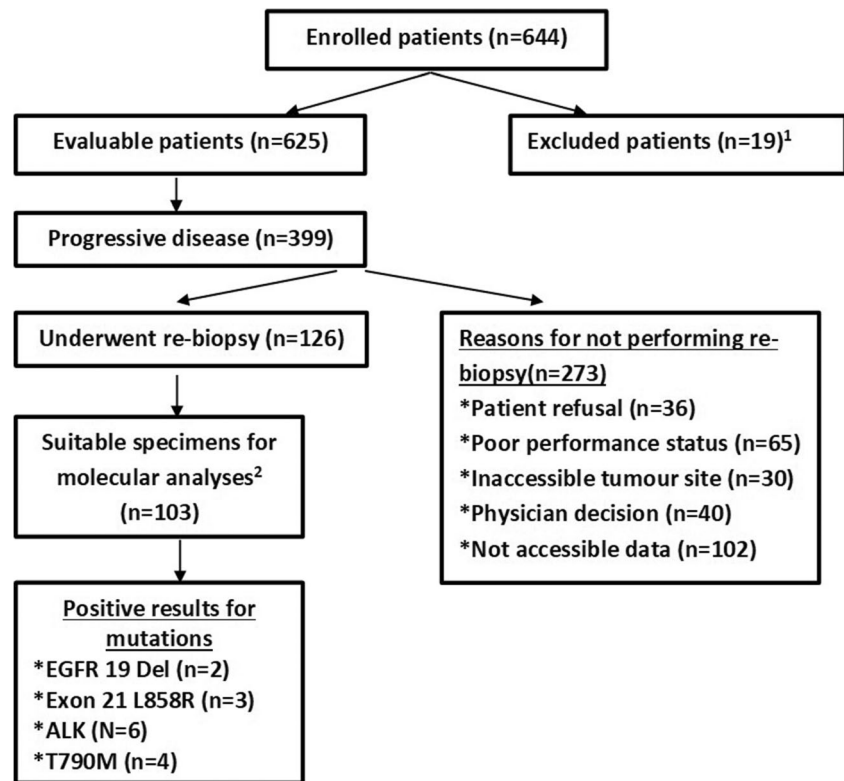 Enrolled patients (n=644)
Evaluable patients (n=625)
Excluded patients (n=19)¹
Progressive disease (n=399)
Underwent re-biopsy (n=126)
Reasons for not performing re-
biopsy(n=273)
*Patient refusal (n=36)
*Poor performance status (n=65)
*Inaccessible tumour site (n=30)
*Physician decision (n=40)
*Not accessible data (n=102)
Suitable specimens for
molecular analyses²
(n=103)
Positive results for
mutations
*EGFR 19 Del (n=2)
*Exon 21 L858R (n=3)
*ALK (N=6)
*T790M (n=4)